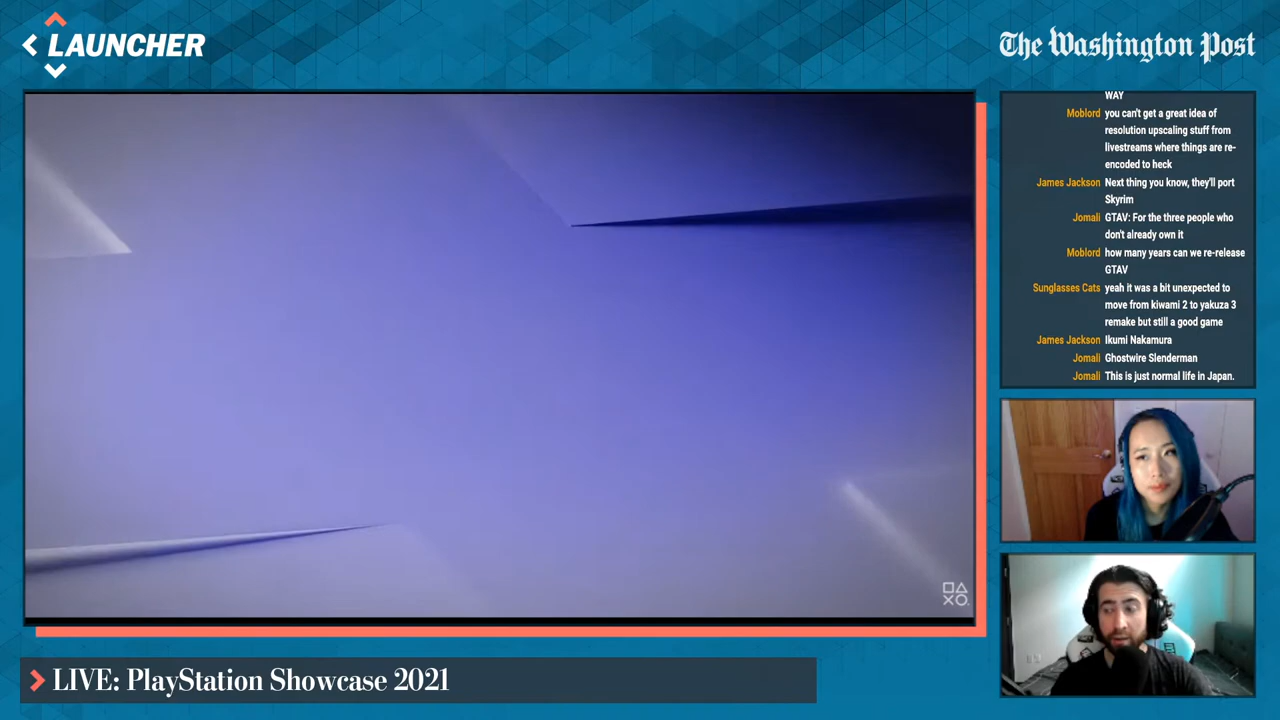 LAUNCHER
The Washington Post
WAY
Moblord you can't get a great idea of
resolution upscaling stuff from
livestreams where things are re-
encoded to heck
James Jackson Next thing you know, they'll port
Skyrim
Jomali GTAV: For the three people who
don't already own it
Moblord how many years can we re-release
GTAV
Sunglasses Cats yeah it was a bit unexpected to
move from kiwami 2 to yakuza 3
remake but still a good game
James Jackson Ikumi Nakamura
Jomali Ghostwire Slenderman
Jomali This is just normal life in Japan.
LIVE: PlayStation Showcase 2021